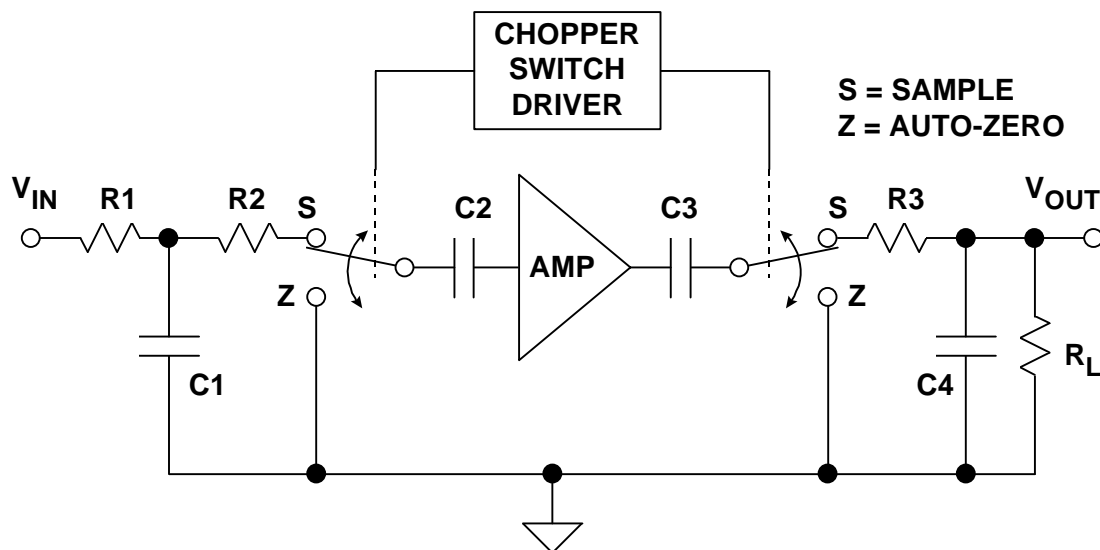 CHOPPER
SWITCH
DRIVER
S = SAMPLE
Z = AUTO-ZERO
VIN
R1
R2
S
C2
C3
S
R3
VOUT
AMP
Z
Z
C1
C4
RL